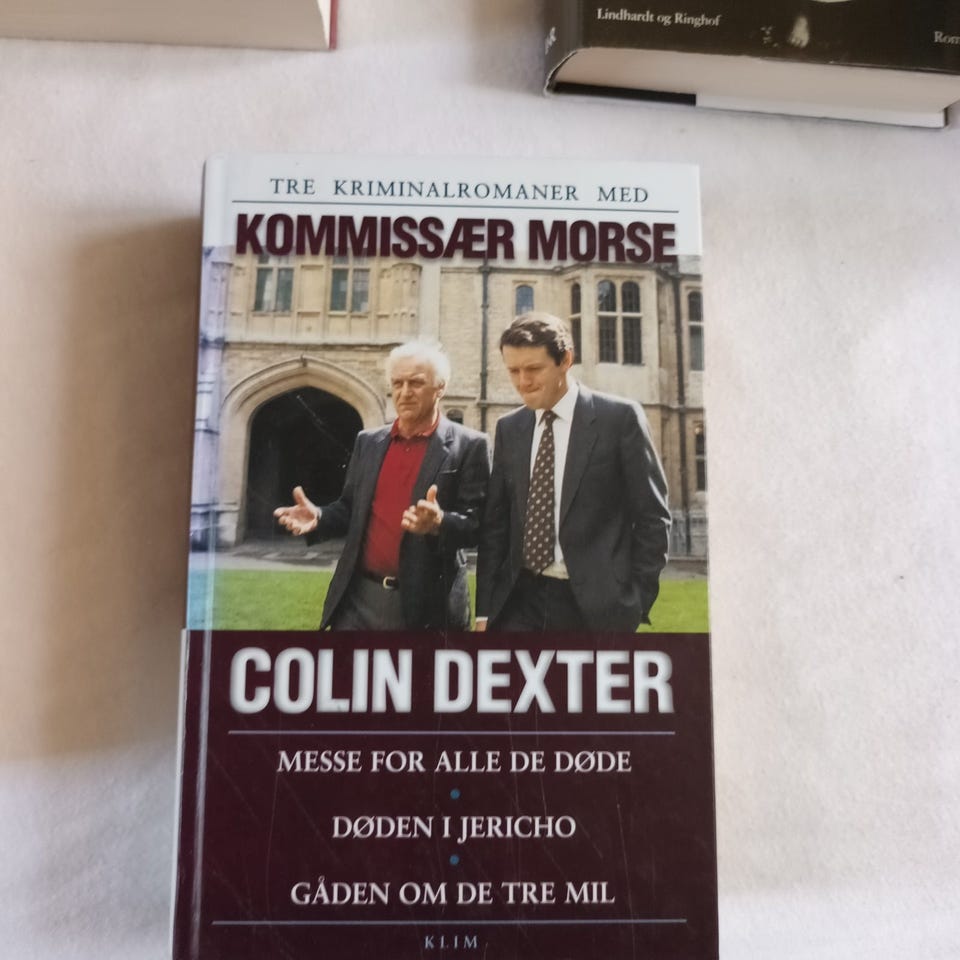 Lindhardt og Ringhof
TRE KRIMINALROMANER MED
KOMMISSÆR MORSE
COLIN DEXTER
MESSE FOR ALLE DE DØDE
DØDEN I JERICHO
GÅDEN OM DE TRE MIL
KLIM